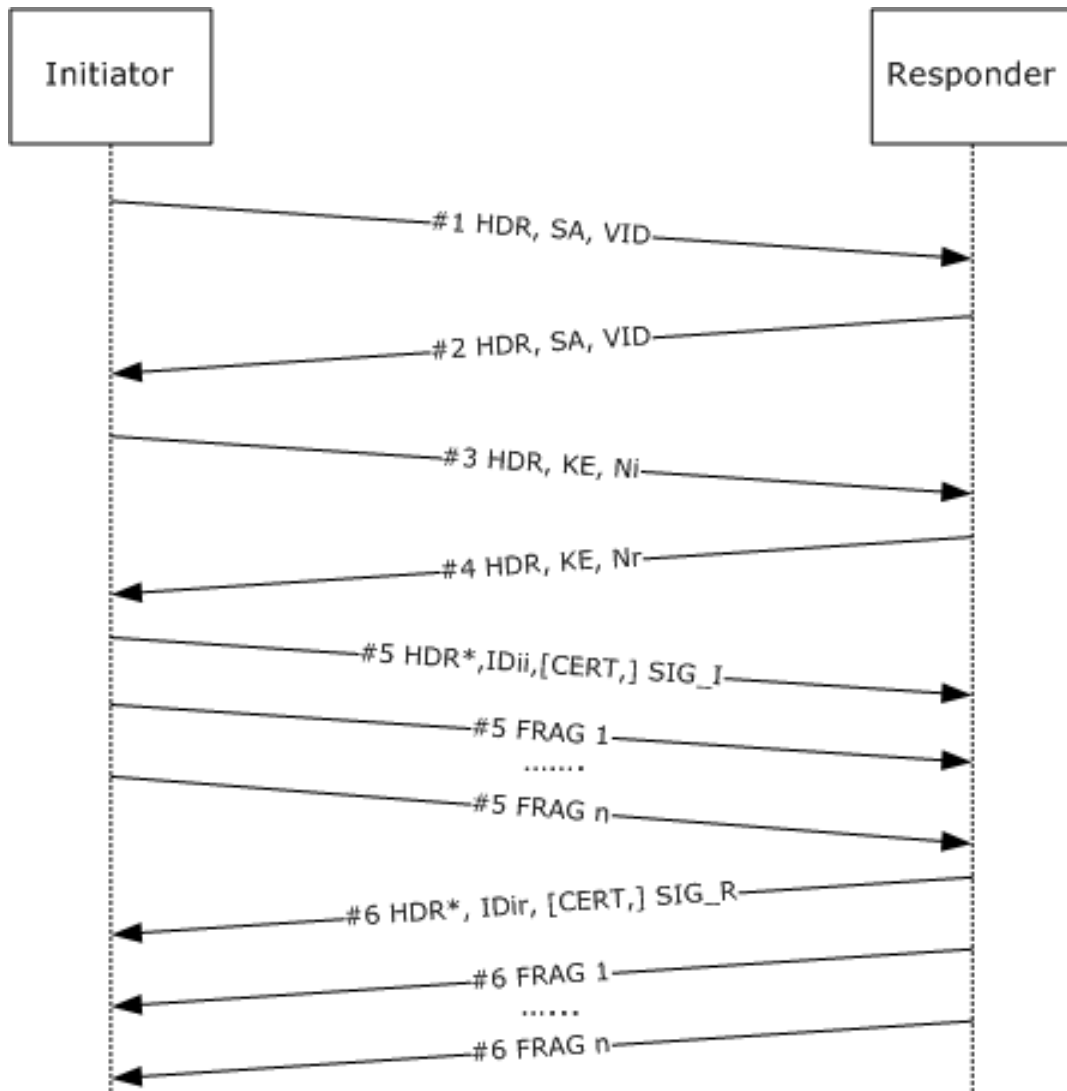 Initiator
Responder
#1 HDR, SA, VID
#2 HDR, SA, VID
#3 HDR, KE, Ni
#4 HDR, KE, Nr
#5 HDR*,IDii,[CERT,] SIG_I
#5 FRAG 1
.......
#5 FRAG n
#6 HDR*, IDir, [CERT,] SIG_R
#6 FRAG 1
.......
#6 FRAG n